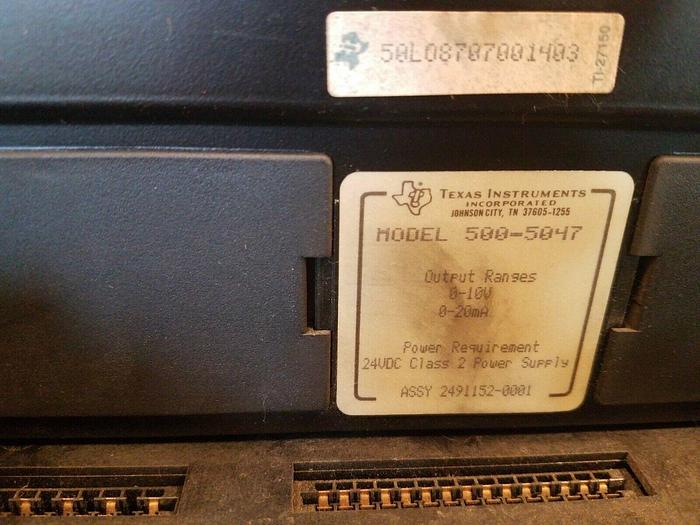 50L08707001403
TI-27150
TEXAS INSTRUMENTS
INCORPORATED
JOHNSON CITY, TN 37605-1255
MODEL 500-5047
Output Ranges
0-10V
0-20mA
Power Requirement
24VDC Class 2 Power Supply
ASSY 2491152-0001